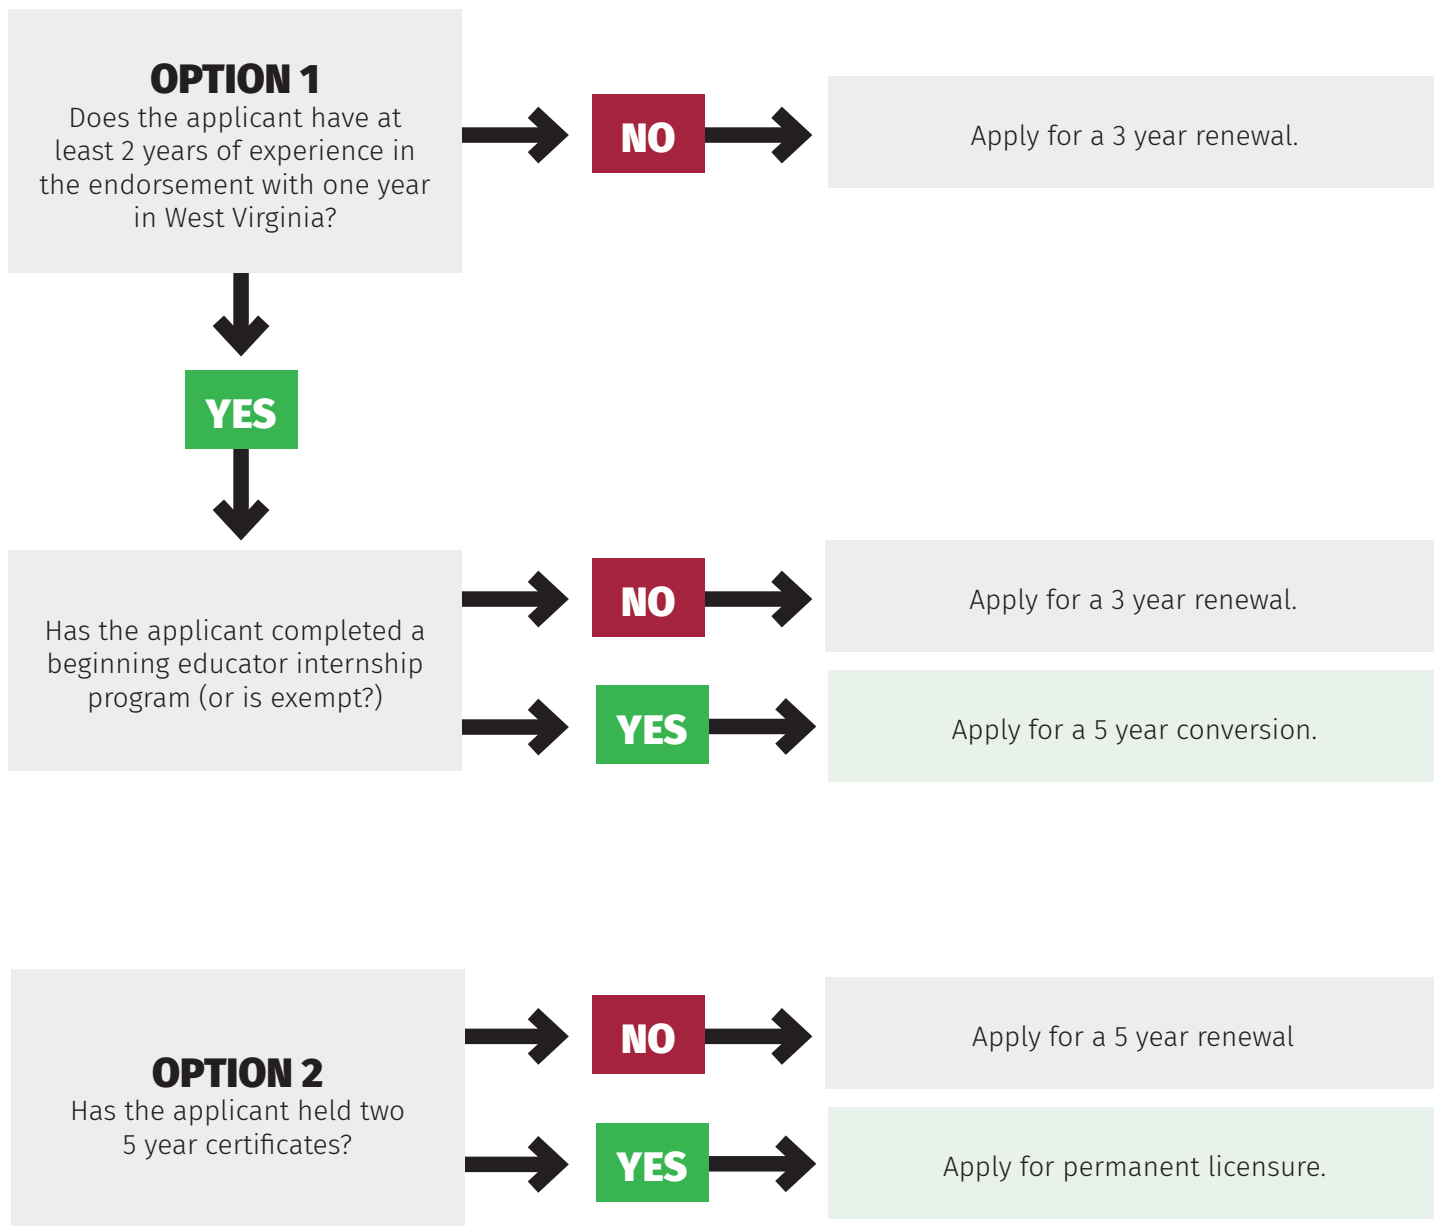 OPTION 1
Does the applicant have at
least 2 years of experience in
the endorsement with one year
in West Virginia?
NO
Apply for a 3 year renewal.
YES
Has the applicant completed a
beginning educator internship
program (or is exempt?)
NO
Apply for a 3 year renewal.
YES
Apply for a 5 year conversion.
OPTION 2
Has the applicant held two
5 year certificates?
NO
Apply for a 5 year renewal
YES
Apply for permanent licensure.